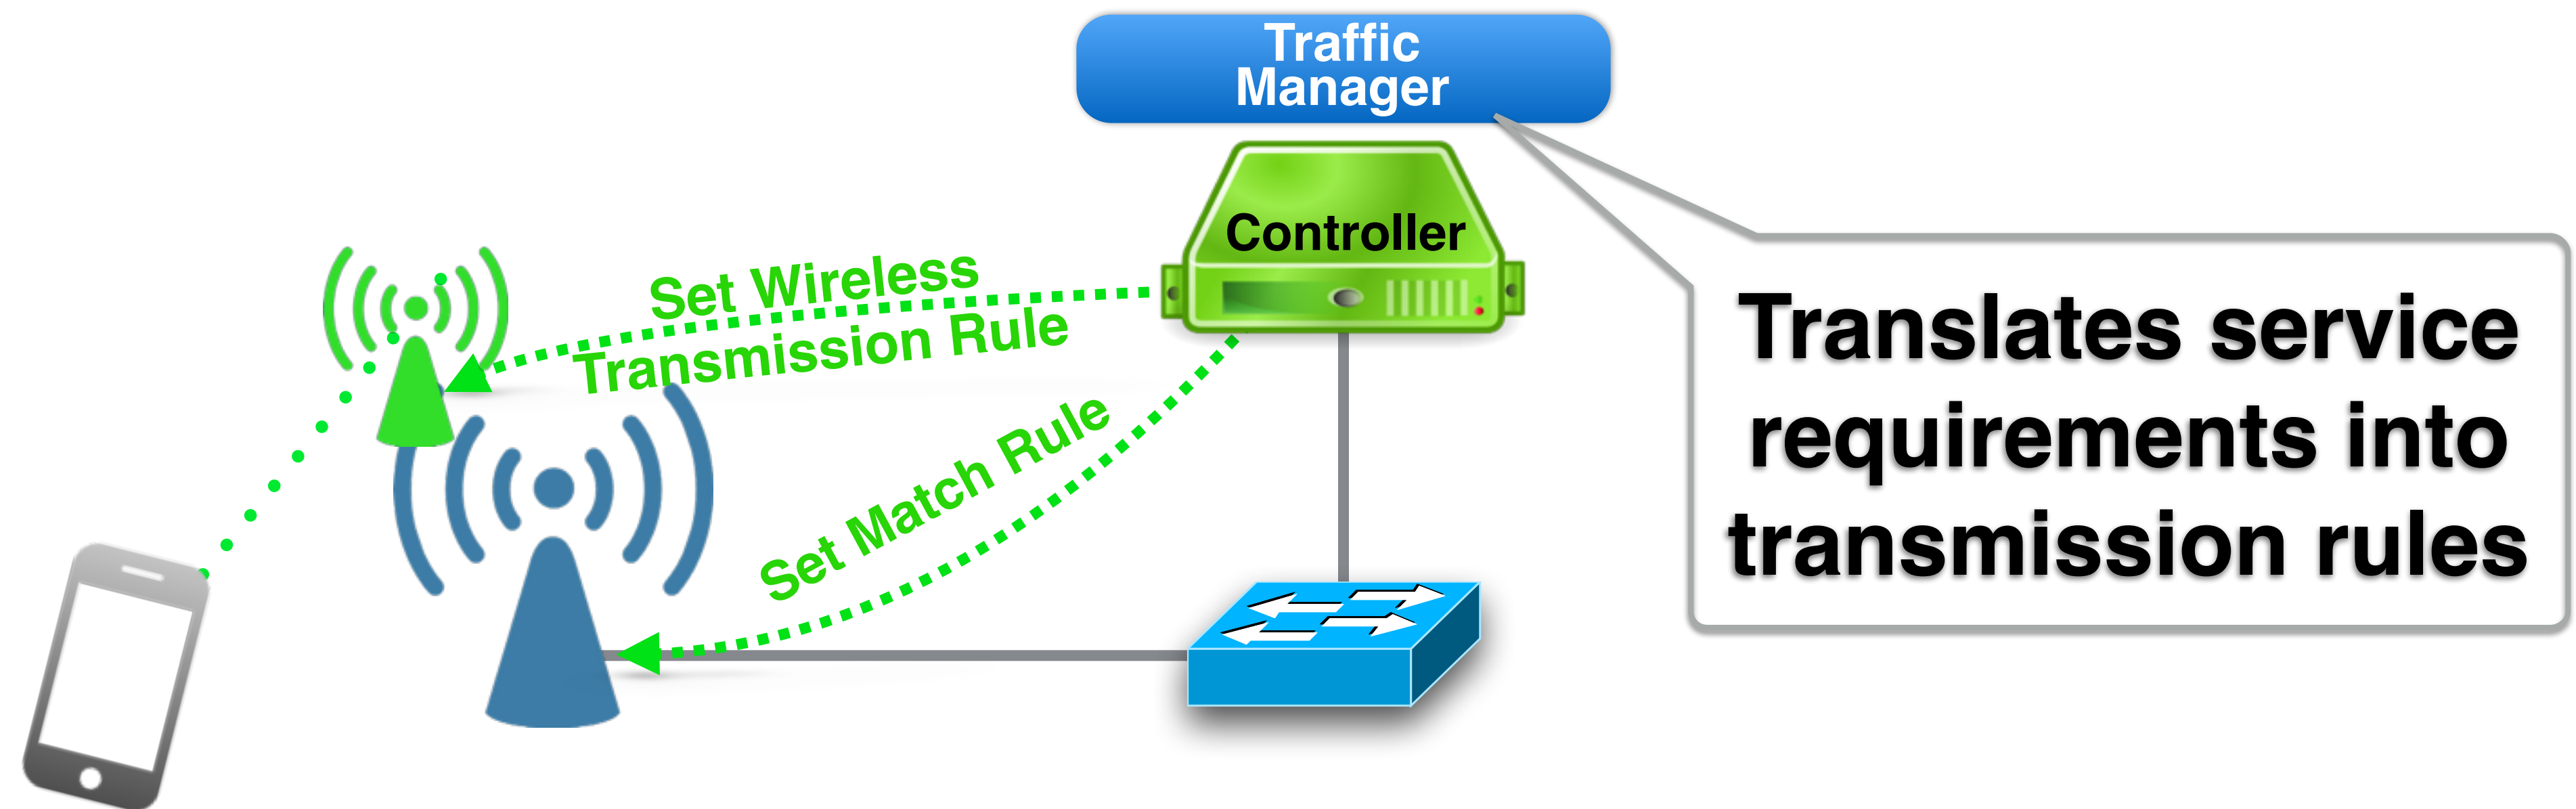 Traffic
Manager
Controller
Set Wireless
Transmission Rule
Set Match Rule
Translates service
requirements into
transmission rules